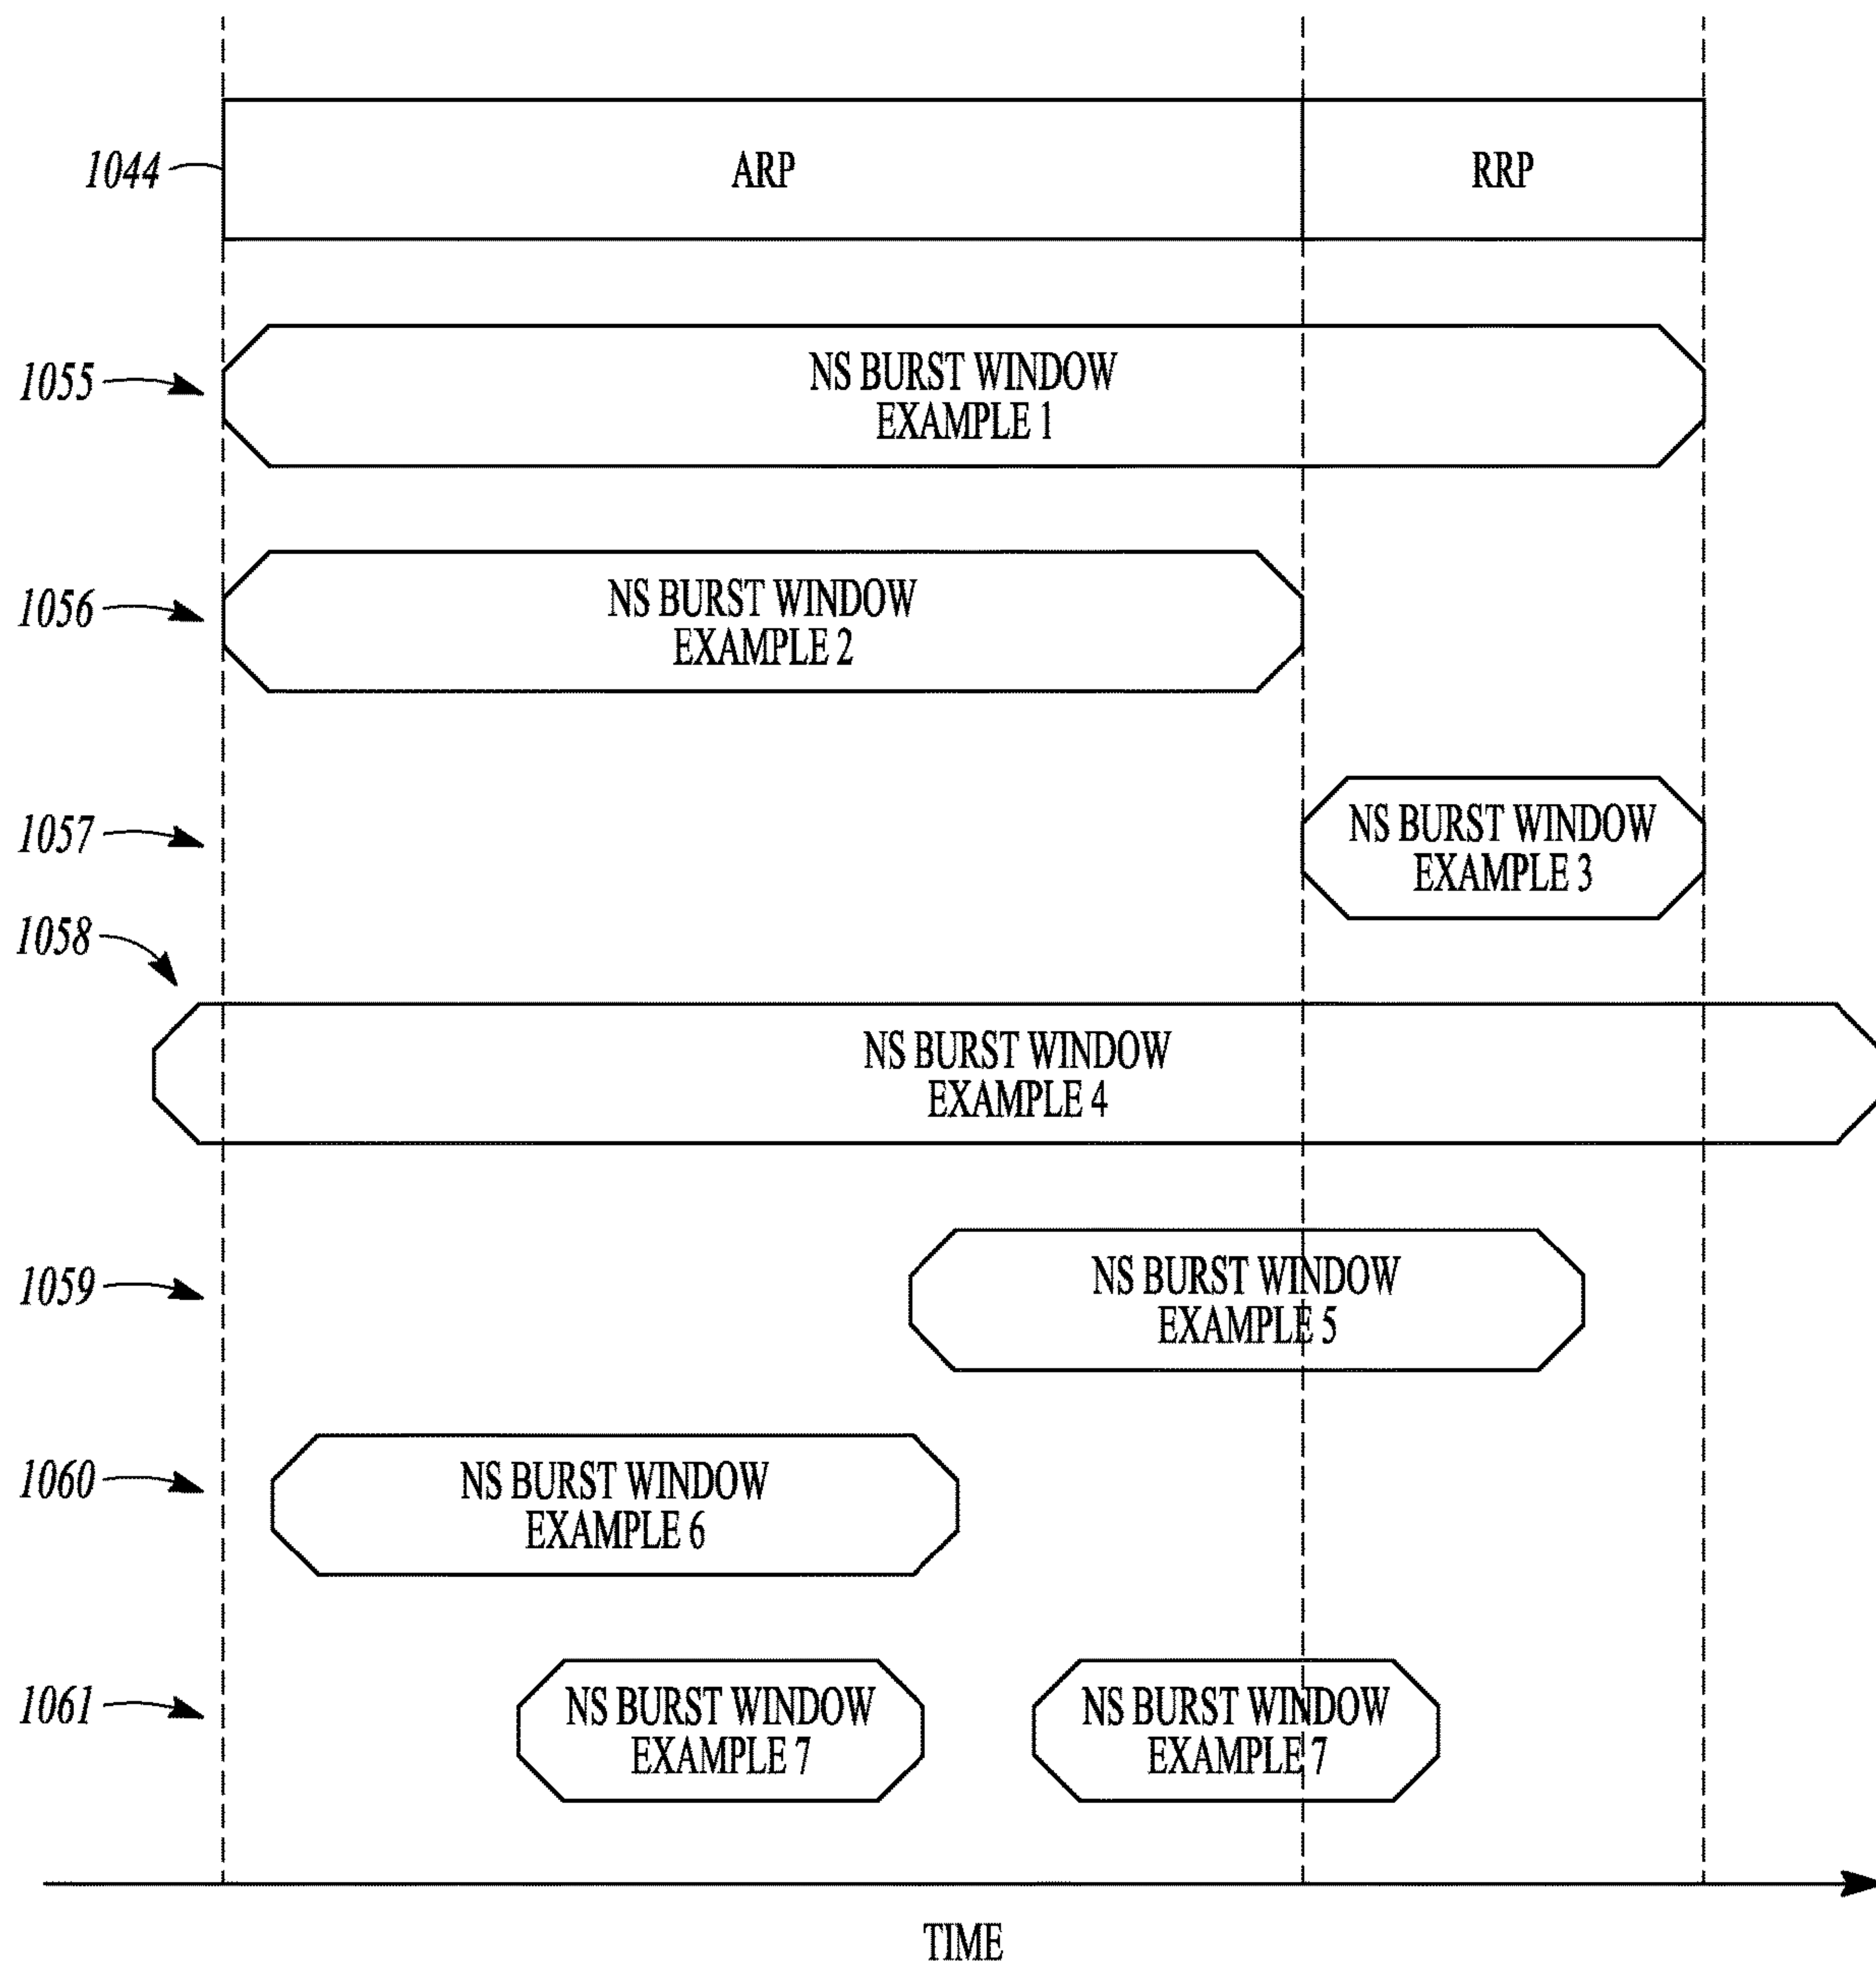 1044
ARP
RRP
1055
NS BURST WINDOW
EXAMPLE 1
1056
NS BURST WINDOW
EXAMPLE 2
1057
NS BURST WINDOW
EXAMPLE 3
1058
NS BURST WINDOW
EXAMPLE 4
1059
NS BURST WINDOW
EXAMPLE 5
1060
NS BURST WINDOW
EXAMPLE 6
1061
NS BURST WINDOW
EXAMPLE 7
NS BURST WINDOW
EXAMPLE 7
TIME